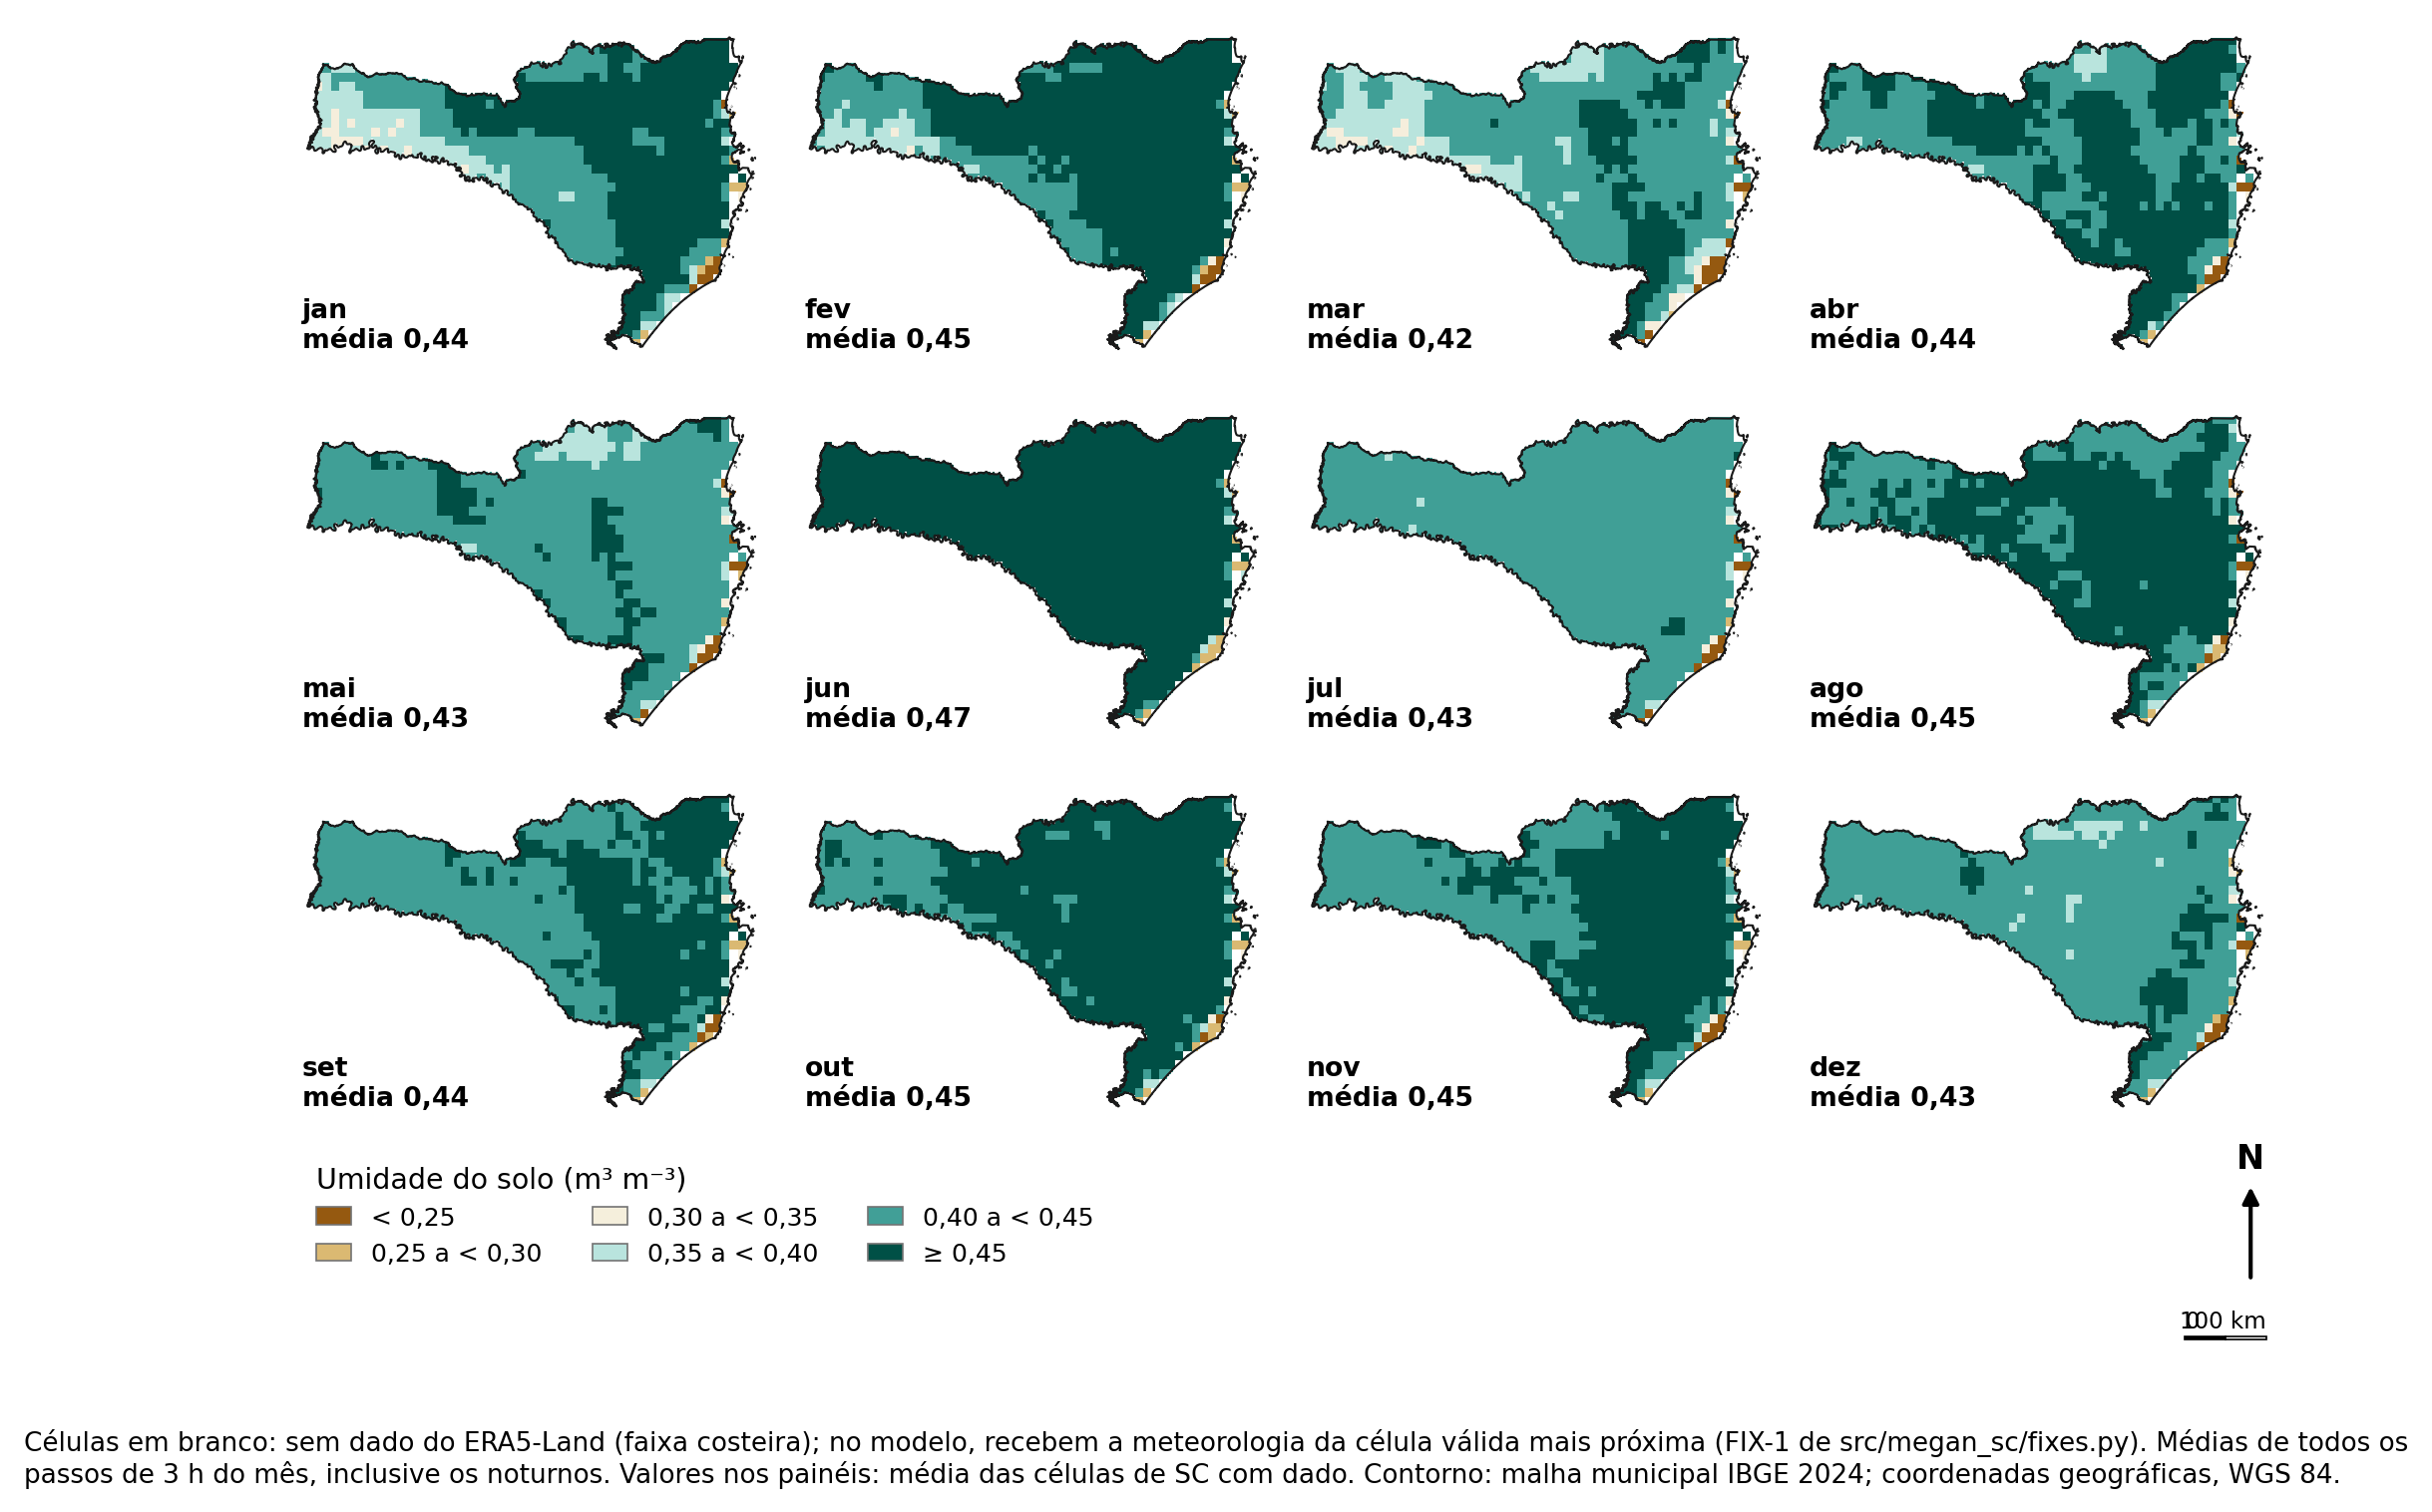 jan
média 0,44
fev
média 0,45
mar
média 0,42
abr
média 0,44
mai
média 0,43
jun
média 0,47
jul
média 0,43
ago
média 0,45
set
média 0,44
out
média 0,45
nov
média 0,45
dez
média 0,43
Umidade do solo (m³ m⁻³)
< 0,25
0,25 a < 0,30
0,30 a < 0,35
0,35 a < 0,40
0,40 a < 0,45
≥ 0,45
N
0
100 km
Células em branco: sem dado do ERA5-Land (faixa costeira); no modelo, recebem a meteorologia da célula válida mais próxima (FIX-1 de src/megan_sc/fixes.py). Médias de todos os
passos de 3 h do mês, inclusive os noturnos. Valores nos painéis: média das células de SC com dado. Contorno: malha municipal IBGE 2024; coordenadas geográficas, WGS 84.